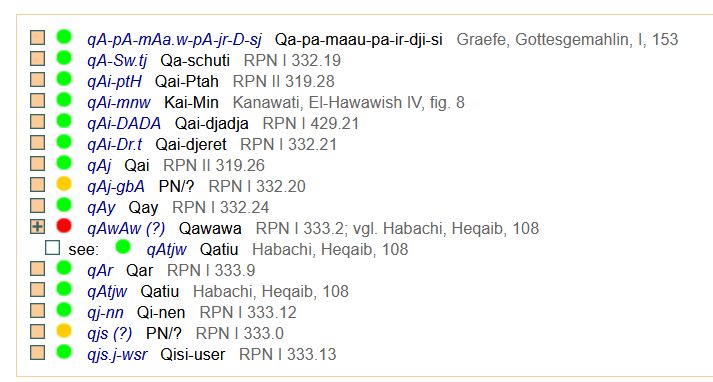 qA-pA-mAa.w-pA-jr-D-sj Qa-pa-maau-pa-ir-dji-si Graefe, Gottesgemahlin, I, 153
qA-Sw.tj Qa-schuti RPN I 332.19
qAi-ptH Qai-Ptah RPN II 319.28
qAi-mnw Kai-Min Kanawati, El-Hawawish IV, fig. 8
qAi-DADA Qai-djadja RPN I 429.21
qAi-Dr.t Qai-djeret RPN I 332.21
qAj Qai RPN II 319.26
qAj-gbA PN/? RPN I 332.20
qAy Qay RPN I 332.24
qAwAw (?) Qawawa RPN I 333.2; vgl. Habachi, Heqaib, 108
see: qAtjw Qatiu Habachi, Heqaib, 108
qAr Qar RPN I 333.9
qAtjw Qatiu Habachi, Heqaib, 108
qj-nn Qi-nen RPN I 333.12
qjs (?) PN/? RPN I 333.0
qjs.j-wsr Qisi-user RPN I 333.13